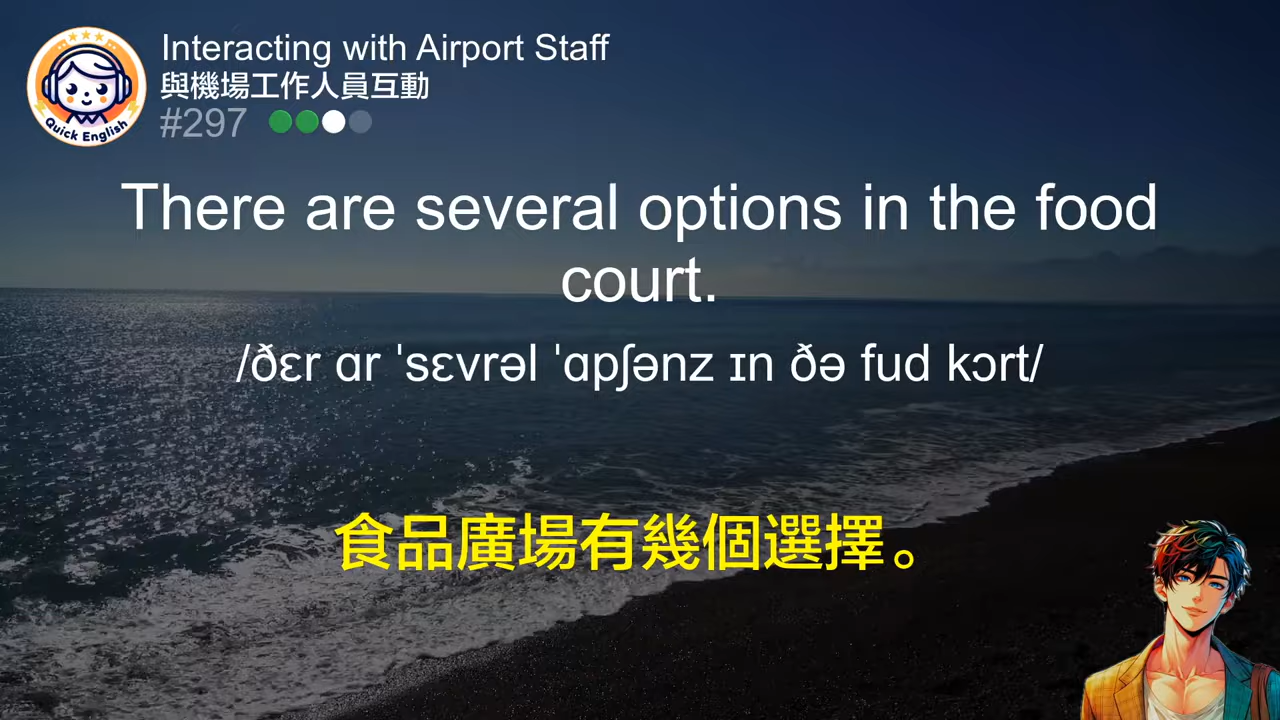 Interacting with Airport Staff
與機場工作人員互動
#297
Quick English
There are several options in the food
court.
/ðɛr ɑr ˈsɛvrəl ˈɑpʃənz ɪn ðə fud kɔrt/
食品廣場有幾個選擇。